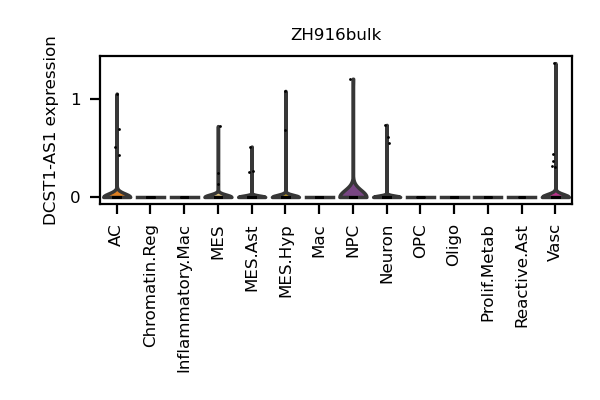 ZH916bulk
DCST1-AS1 expression
1
0
AC
Chromatin.Reg
Inflammatory.Mac
MES
MES.Ast
MES.Hyp
Mac
NPC
Neuron
OPC
Oligo
Prolif.Metab
Reactive.Ast
Vasc